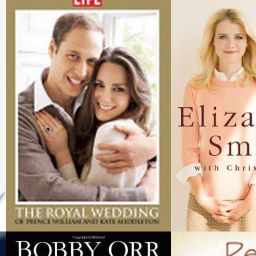 LIFE
THE ROYAL WEDDING
OF PRINCE WILLIAM AND KATE MIDDLETON
Eliza
Sm
with Chris
BOBBY ORR